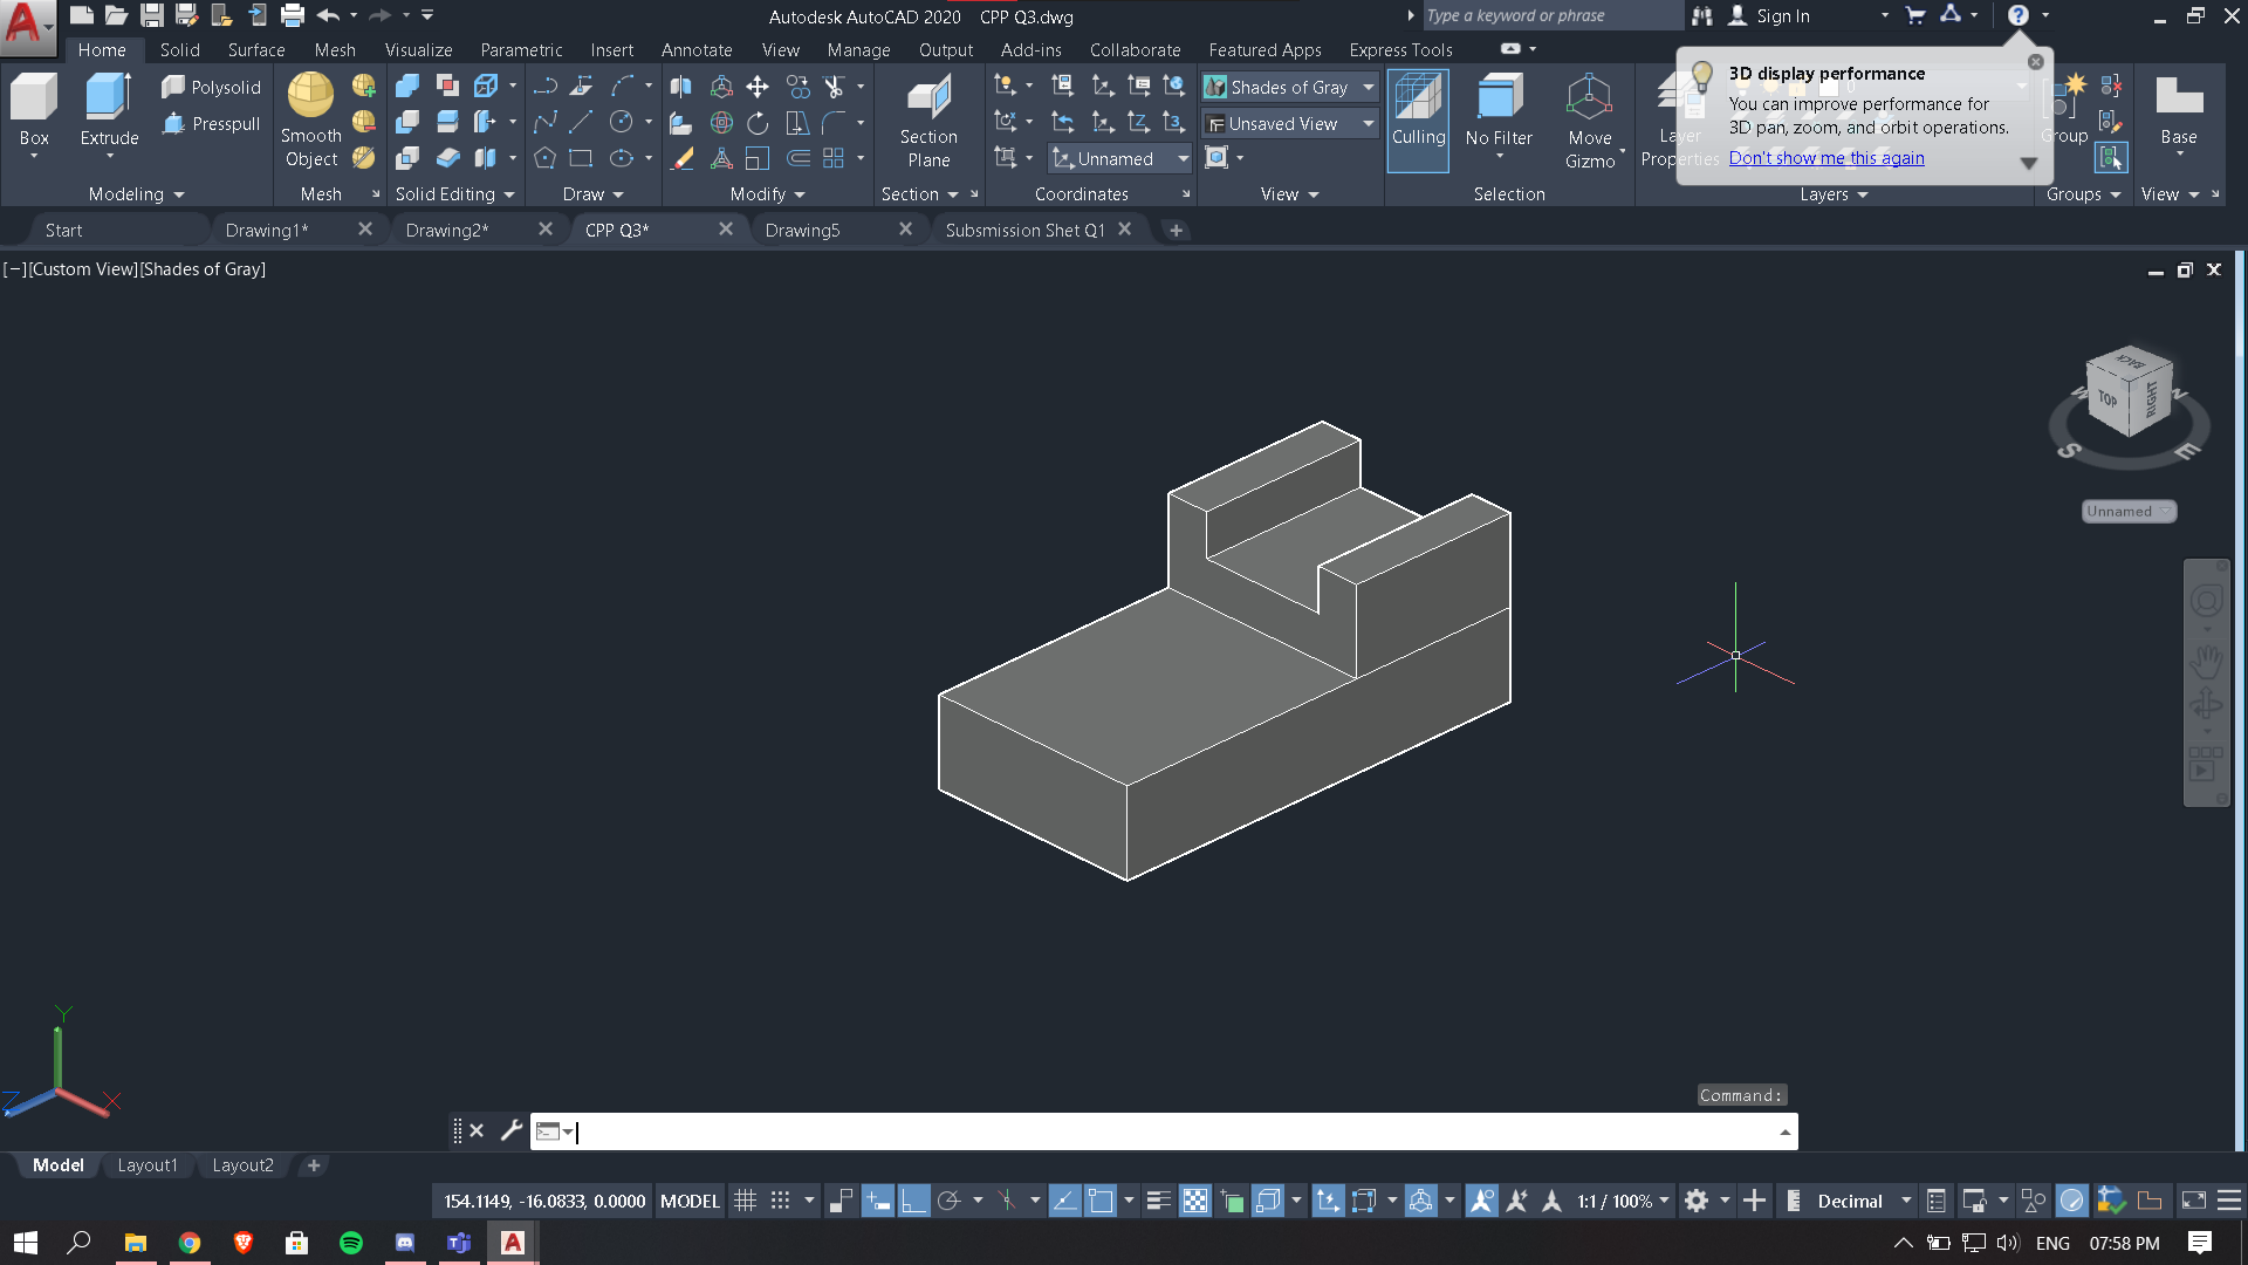 Autodesk AutoCAD 2020 CPP Q3.dwg
Type a keyword or phrase
Sign In
Home Solid Surface Mesh Visualize Parametric Insert Annotate View Manage Output Add-ins Collaborate Featured Apps Express Tools
Box
Extrude
Polysolid
Presspull
Smooth
Object
Section
Plane
Unnamed
Shades of Gray
Unsaved View
Culling
No Filter
Move
Gizmo
Layer
Properties
3D display performance
You can improve performance for
3D pan, zoom, and orbit operations.
Don't show me this again
Group
Base
Modeling Mesh Solid Editing Draw Modify Section Coordinates View Selection Layers Groups View
Start Drawing1* Drawing2* CPP Q3* Drawing5 Subsmission Shet Q1
[−][Custom View][Shades of Gray]
BACK
TOP
RIGHT
W
N
S
E
Unnamed
Y
Z
X
Command:
Model Layout1 Layout2
154.1149, -16.0833, 0.0000 MODEL 1:1 / 100% Decimal
ENG 07:58 PM